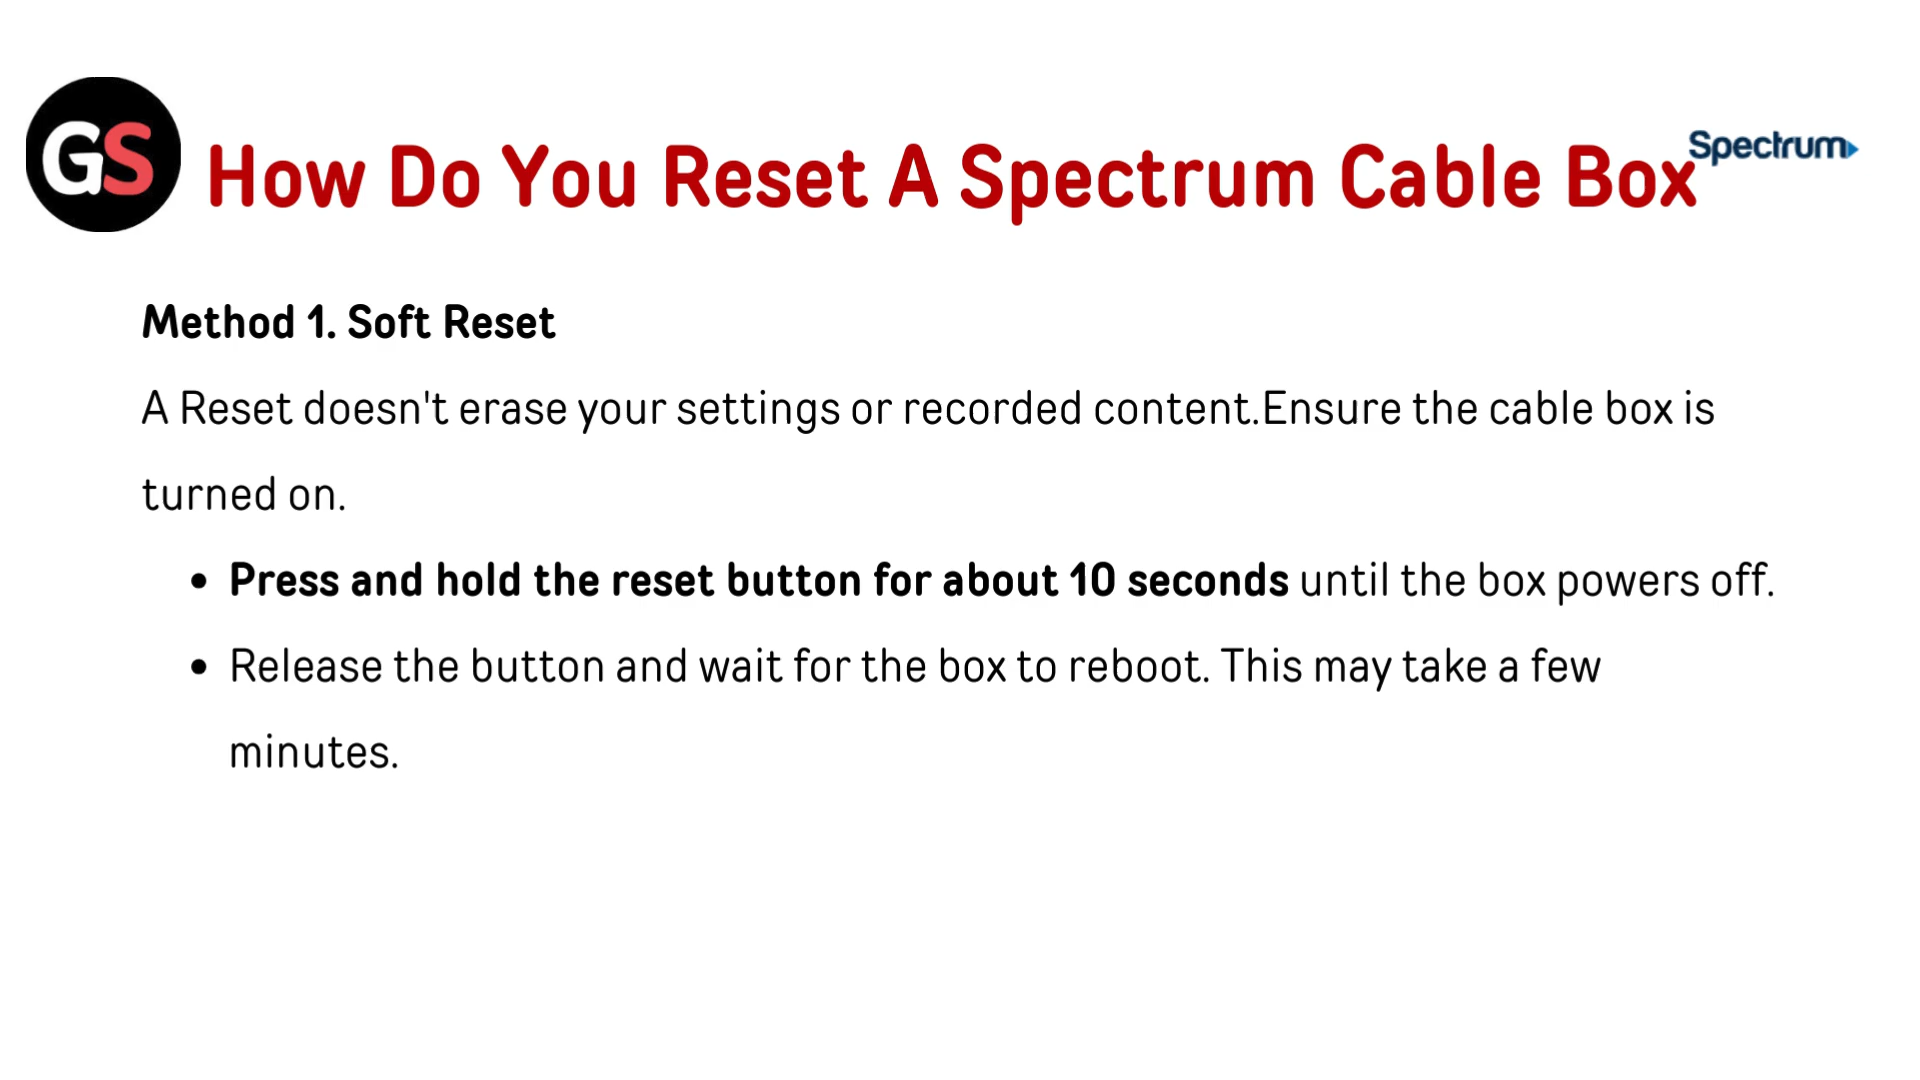 GS
How Do You Reset A Spectrum Cable Box
Spectrum
Method 1. Soft Reset
A Reset doesn't erase your settings or recorded content.Ensure the cable box is
turned on.
• Press and hold the reset button for about 10 seconds until the box powers off.
• Release the button and wait for the box to reboot. This may take a few
minutes.